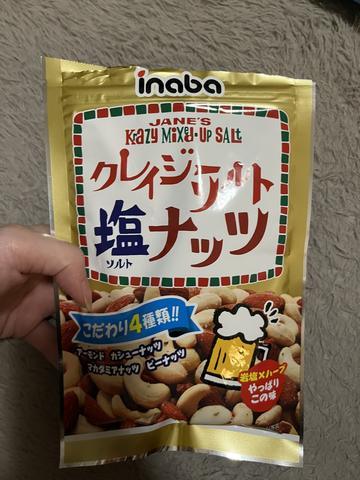 inaba
JANE'S
KRAZY MIXED-UP SALT
クレイジーソルト
塩ナッツ
ソルト
こだわり4種類!!
アーモンド カシューナッツ
マカダミアナッツ ピーナッツ
岩塩×ハーブ
やっぱり
この味